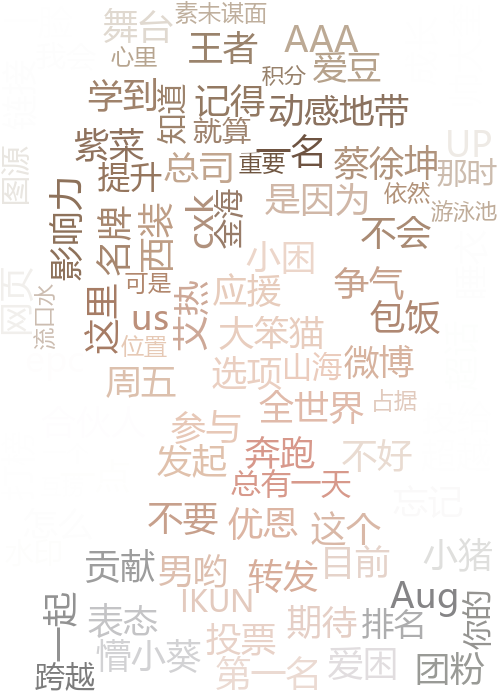 素未谋面
舞台
AAA
王者
心里
积分
爱豆
学到
知道
记得
动感地带
就算
UP
紫菜
一名
总司
重要
蔡徐坤
那时
图源
提升
是因为
依然
游泳池
影响力
名牌
西装
cxk
金海
不会
小困
可是
争气
网页
流口水
这里
us
艾热
应援
包饭
大笨猫
位置
选项
山海
微博
周五
全世界
占据
参与
发起
奔跑
不好
总有一天
忘记
不要
优恩
这个
贡献
男哟
转发
目前
小猪
IKUN
Aug
一起
表态
期待
排名
你的
懵小葵
投票
跨越
第一名
爱困
团粉